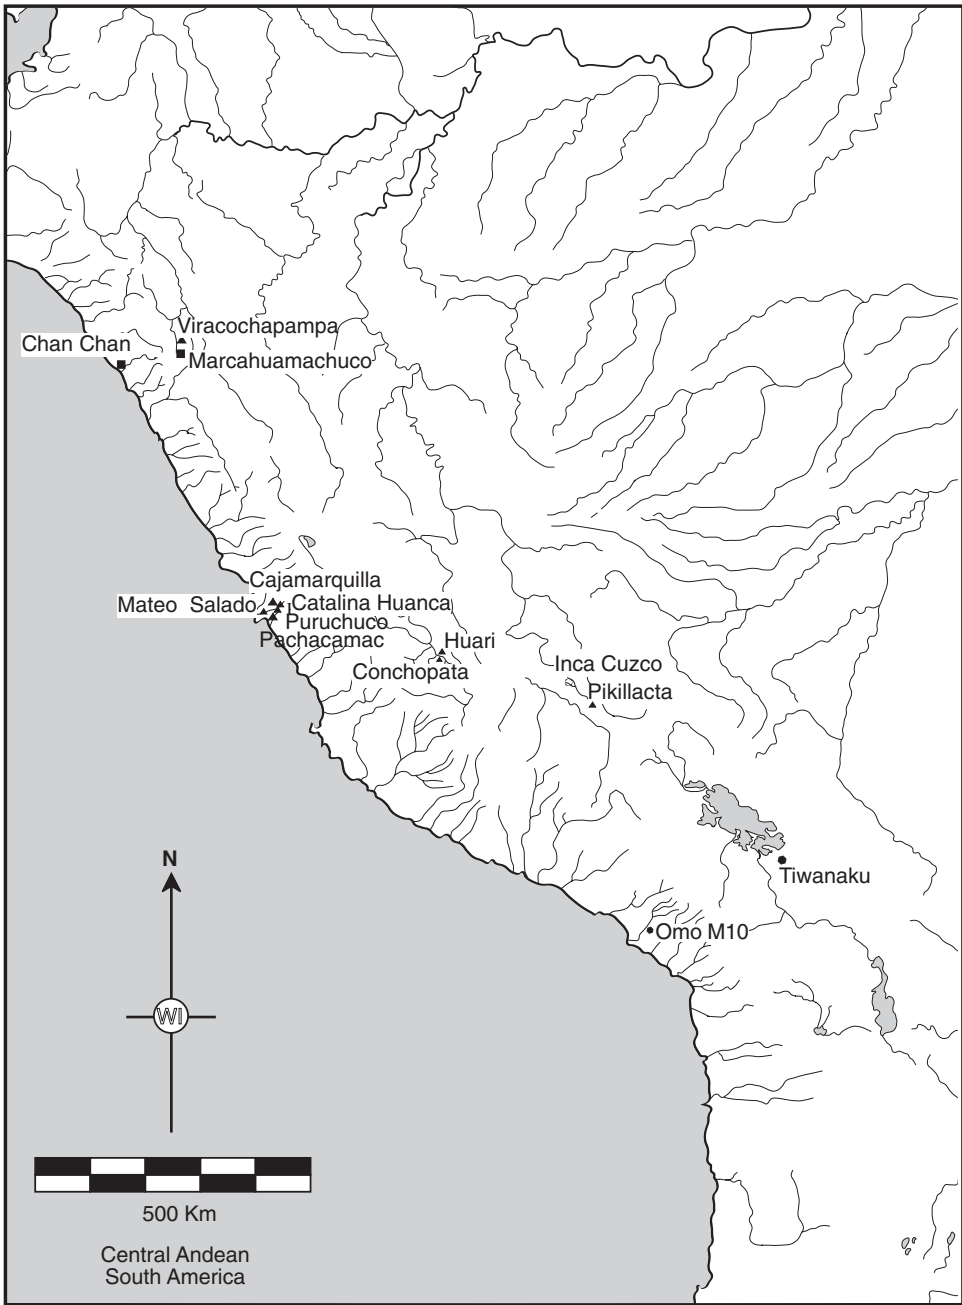 Viracochapampa
Chan Chan
Marcahuamachuco
Cajamarquilla
Mateo Salado
Catalina Huanca
Puruchuco
Pachacamac
Huari
Conchopata
Inca Cuzco
Pikillacta
N
Tiwanaku
Omo M10
WI
500 Km
Central Andean
South America